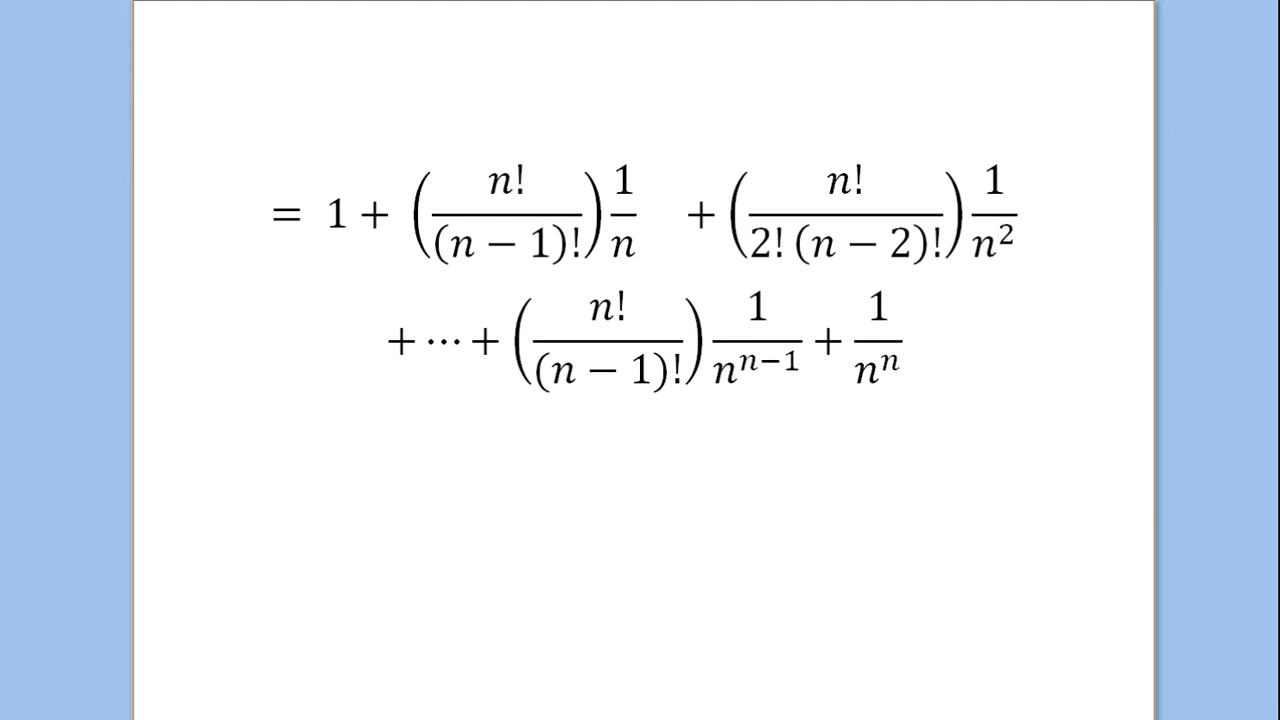 = 1 + (n!/(n − 1)!) 1/n + (n!/(2! (n − 2)!)) 1/n²
+ ⋯ + (n!/(n − 1)!) 1/nⁿ⁻¹ + 1/nⁿ